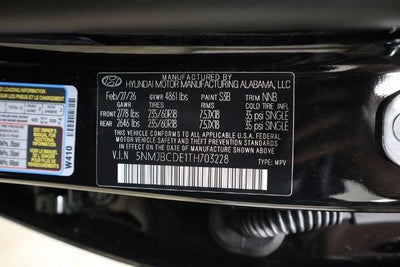 MANUFACTURED BY
HYUNDAI MOTOR MANUFACTURING ALABAMA, LLC
Feb/27/26 GVWR 4861 lbs PAINT S3B TRIM NNB
GAWR TIRES RIMS COLD TIRE INFL
FRONT 2778 lbs 235/60R18 7.5JX18 35 psi SINGLE
REAR 2646 lbs 235/60R18 7.5JX18 35 psi SINGLE
THIS VEHICLE CONFORMS TO ALL APPLICABLE U.S.A. FEDERAL
MOTOR VEHICLE SAFETY BUMPER AND THEFT PREVENTION
STANDARDS IN EFFECT ON THE DATE OF MANUFACTURE SHOWN ABOVE.
V.I.N 5NMJBCDE1TH703228 TYPE: MPV
W410